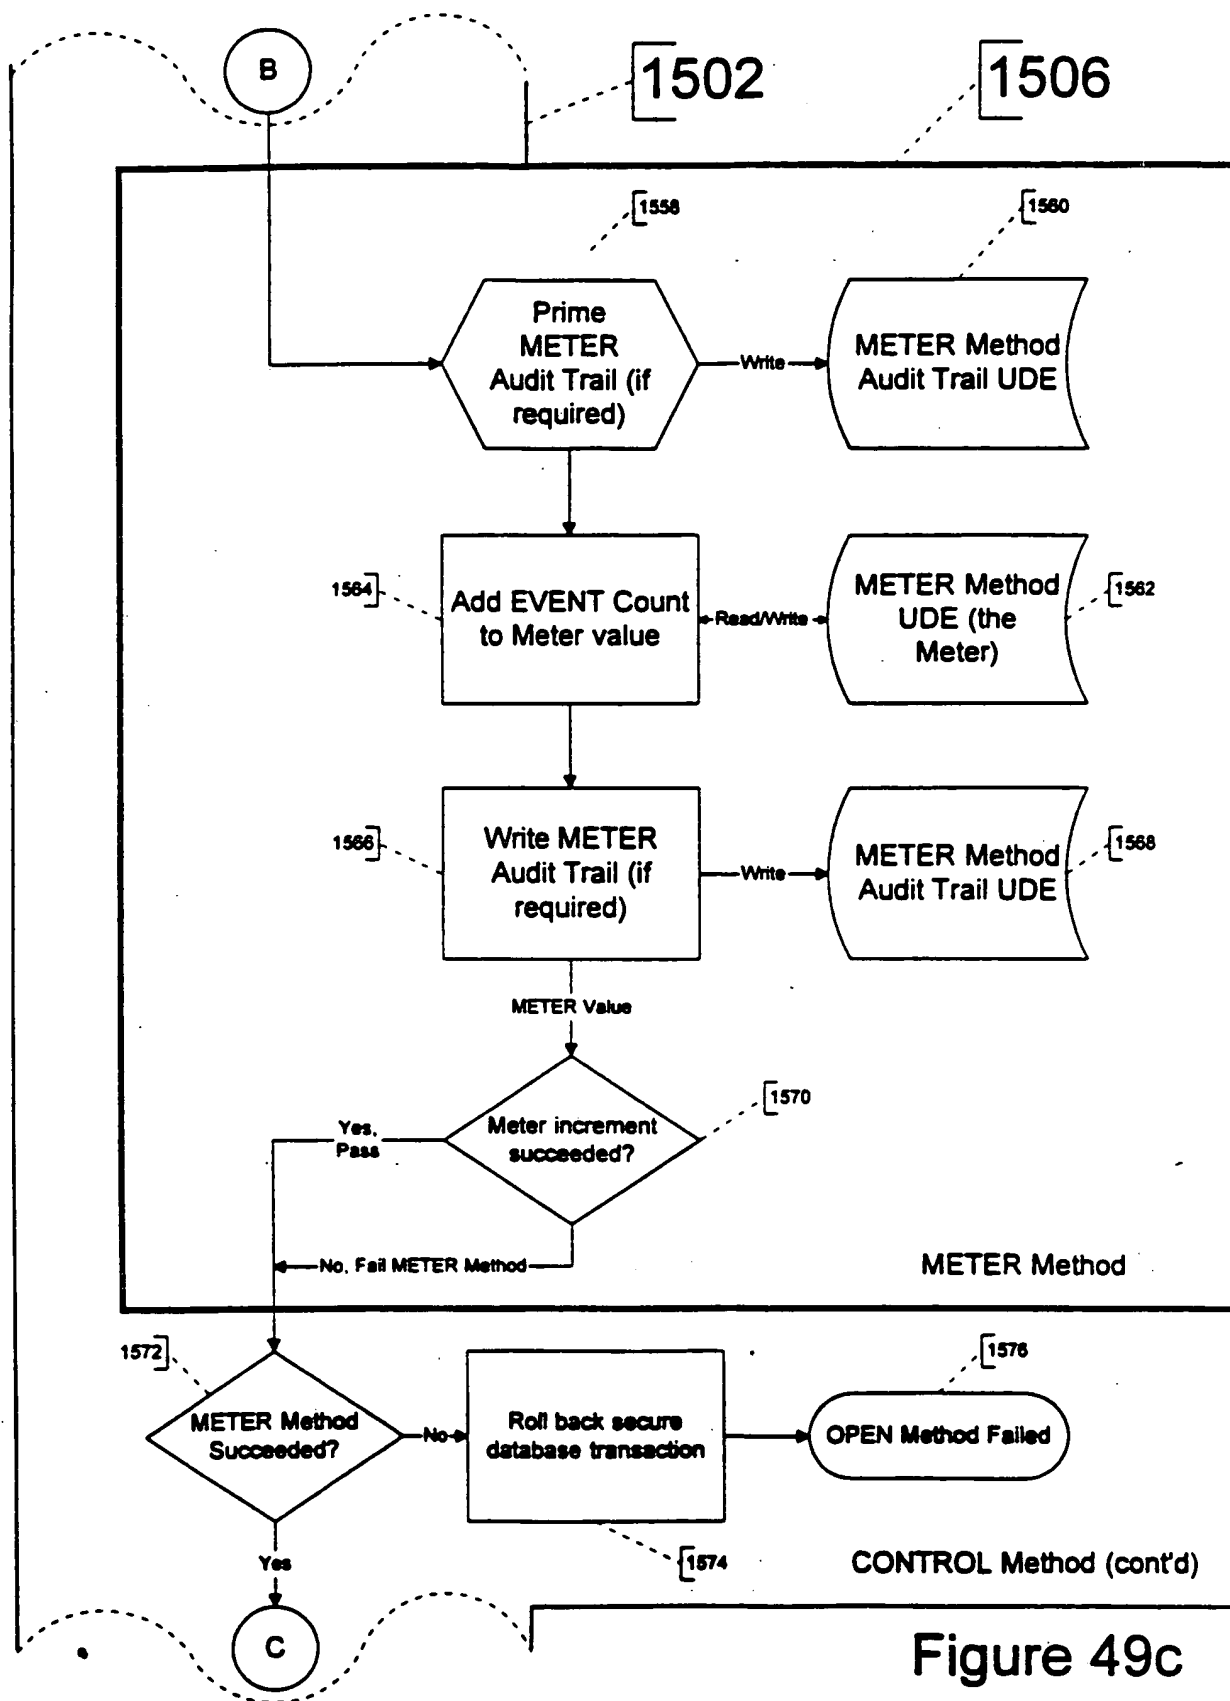 B
1502
1506
1558
1560
Prime
METER
Audit Trail (if
required)
Write
METER Method
Audit Trail UDE
1564
Add EVENT Count
to Meter value
Read/Write
METER Method
UDE (the
Meter)
1562
1566
Write METER
Audit Trail (if
required)
Write
METER Method
Audit Trail UDE
1568
METER Value
1570
Meter increment
succeeded?
Yes,
Pass
No, Fail METER Method
METER Method
1572
METER Method
Succeeded?
No
Roll back secure
database transaction
1576
OPEN Method Failed
1574
Yes
CONTROL Method (cont'd)
C
Figure 49c